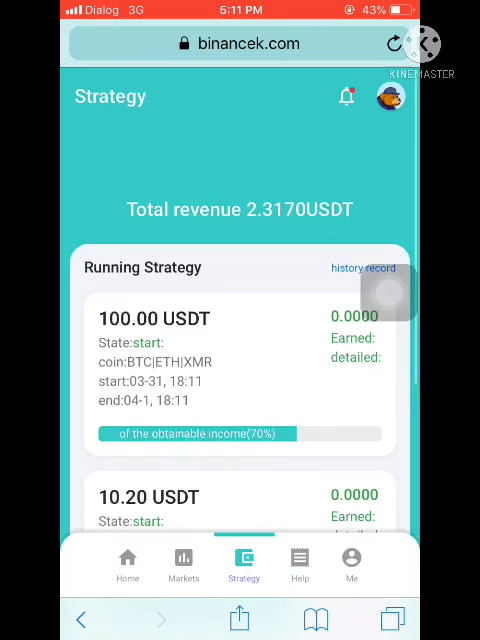 Dialog 3G 5:11 PM 43%
binancek.com
KINEMASTER
Strategy
Total revenue 2.3170USDT
Running Strategy
history record
100.00 USDT
0.0000
State:start:
Earned:
coin:BTC|ETH|XMR
detailed:
start:03-31, 18:11
end:04-1, 18:11
of the obtainable income(70%)
10.20 USDT
0.0000
State:start:
Earned:
Home Markets Strategy Help Me